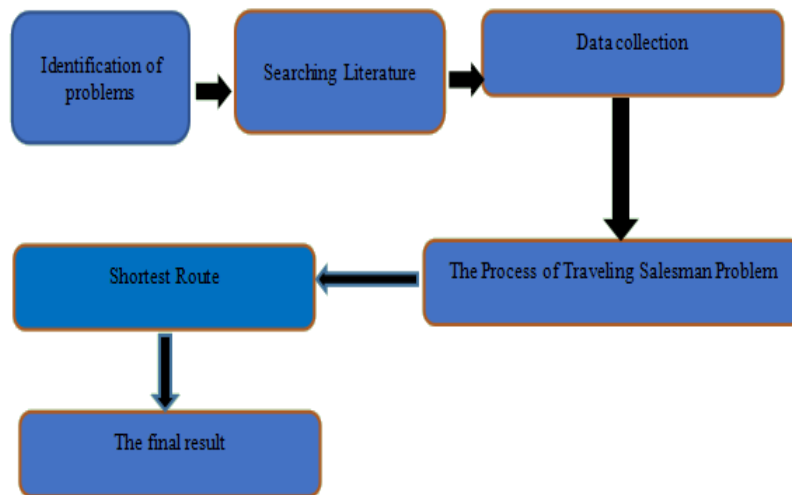 Identification of
problems
Searching Literature
Data collection
The Process of Traveling Salesman Problem
Shortest Route
The final result